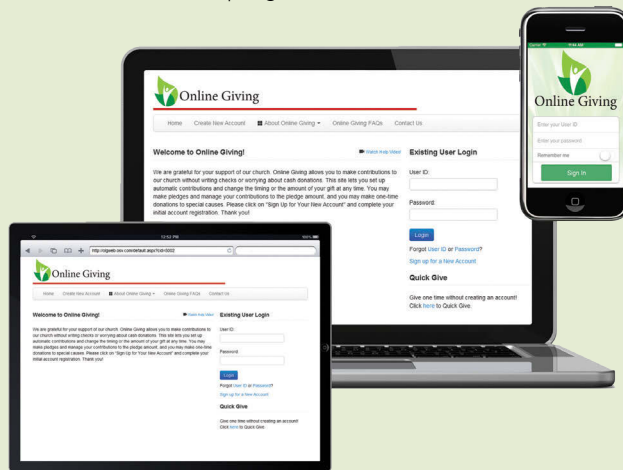 Online Giving
Home Create New Account About Online Giving Online Giving FAQs Contact Us
Welcome to Online Giving!
Watch Help Video
We are grateful for your support of our church. Online Giving allows you to make contributions to
our church without writing checks or worrying about cash donations. This site lets you set up
automatic contributions and change the timing or the amount of your gift at any time. You may
make pledges and manage your contributions to the pledge amount, and you may make one-time
donations to special causes. Please click on "Sign Up for Your New Account" and complete your
initial account registration. Thank you!
Existing User Login
User ID:
Password:
Login
Forgot User ID or Password?
Sign up for a New Account
Quick Give
Give one time without creating an account!
Click here to Quick Give.
9:44 AM
Online Giving
Enter your User ID
Enter your password
Remember me
Sign In
12:52 PM
Online Giving
Home Create New Account About Online Giving Online Giving FAQs Contact Us
Welcome to Online Giving!
Watch Help Video
We are grateful for your support of our church. Online Giving allows you to make contributions to
our church without writing checks or worrying about cash donations. This site lets you set up
automatic contributions and change the timing or the amount of your gift at any time. You may
make pledges and manage your contributions to the pledge amount, and you may make one-time
donations to special causes. Please click on "Sign Up for Your New Account" and complete your
initial account registration. Thank you!
Existing User Login
User ID:
Password:
Login
Forgot User ID or Password?
Sign up for a New Account
Quick Give
Give one time without creating an account!
Click here to Quick Give.